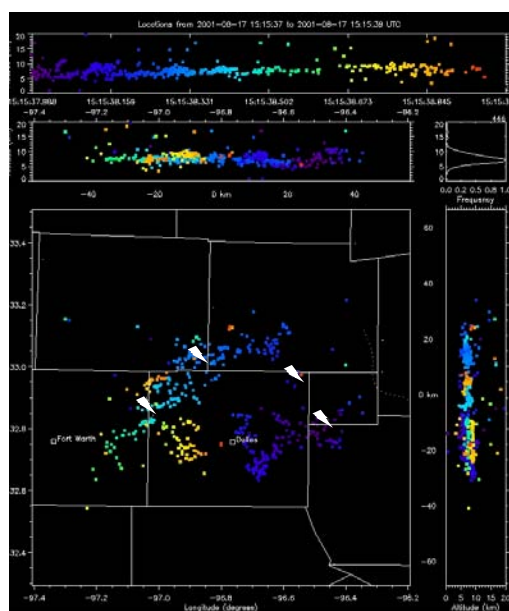 Locations from 2001-08-17 15:15:37 to 2001-08-17 15:15:39 UTC
20
15
10
5
0
15:15:37.988 15:15:38.159 15:15:38.331 15:15:38.502 15:15:38.673 15:15:38.845
-97.4 -97.2 -97.0 -96.8 -96.6 -96.4 -96.2
446
20
15
10
5
0
20
15
10
5
0
-40 -20 0 km 20 40
0.0 0.2 0.4 0.6 0.8 1.0
Frequency
33.4
33.2
33.0
32.8
32.6
32.4
Fort Worth
Dallas
60
40
20
0 km
-20
-40
-60
-97.4 -97.2 -97.0 -96.8 -96.6 -96.4 -96.2
Longitude (degrees)
0 5 10 15 20
Altitude (km)